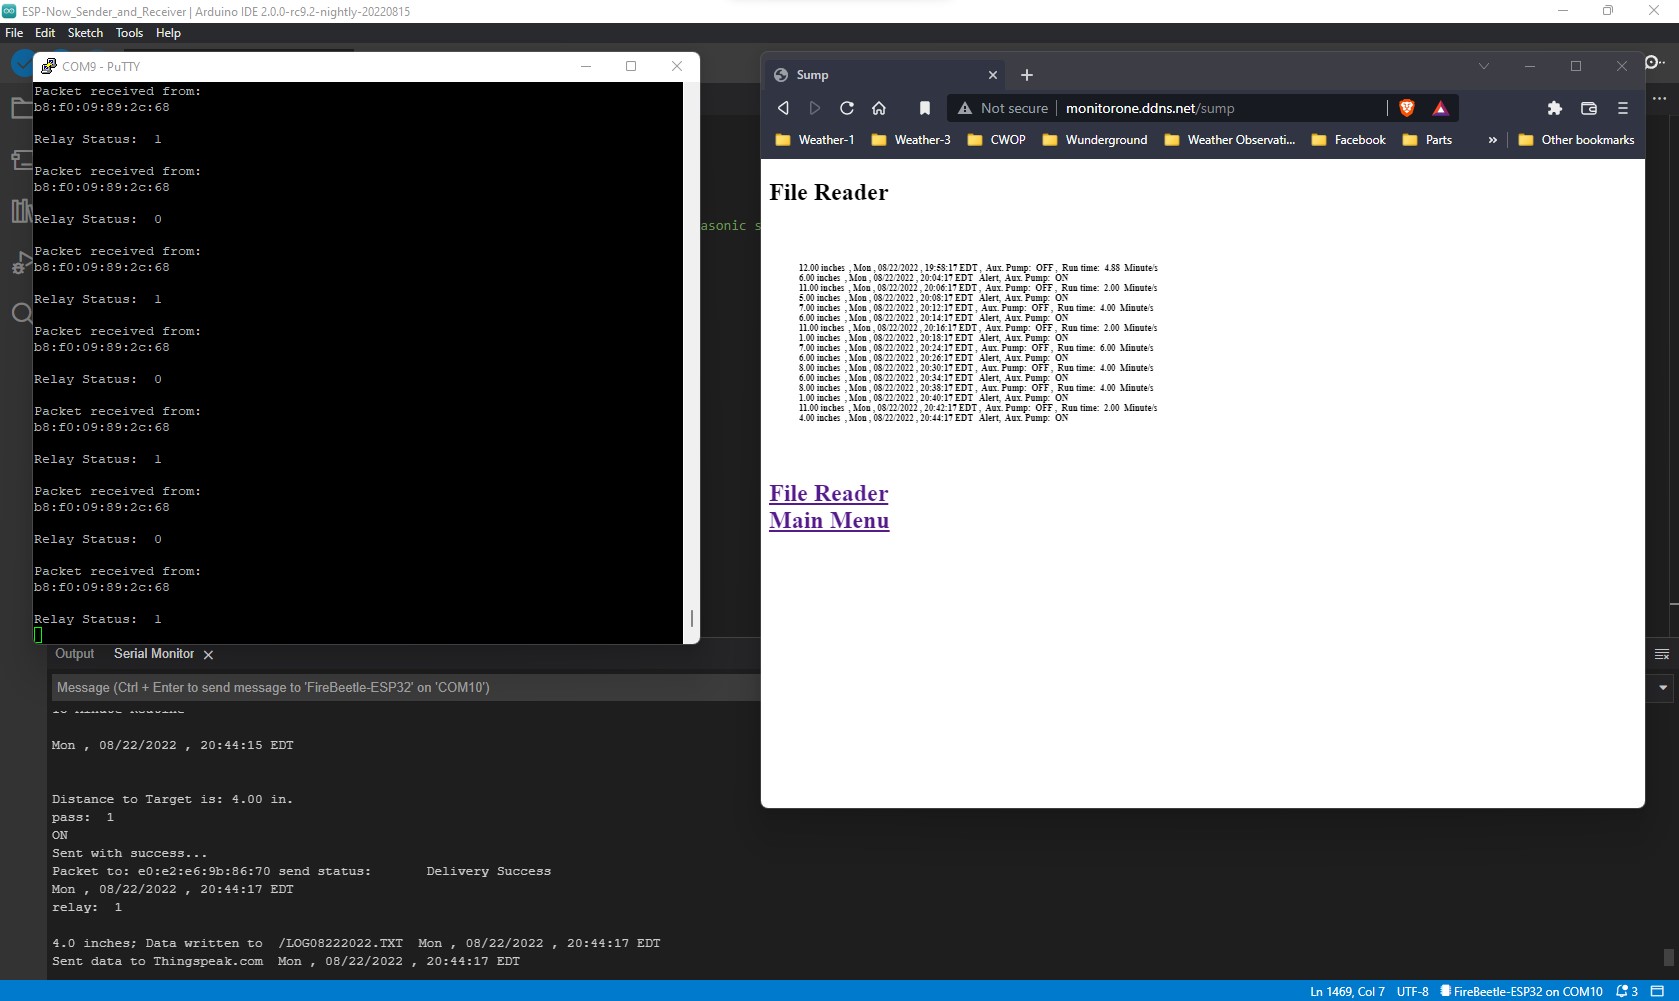 ESP-Now_Sender_and_Receiver | Arduino IDE 2.0.0-rc9.2-nightly-20220815
File Edit Sketch Tools Help
COM9 - PuTTY
Packet received from:
b8:f0:09:89:2c:68
Relay Status: 1
Packet received from:
b8:f0:09:89:2c:68
Relay Status: 0
Packet received from:
b8:f0:09:89:2c:68
Relay Status: 1
Packet received from:
b8:f0:09:89:2c:68
Relay Status: 0
Packet received from:
b8:f0:09:89:2c:68
Relay Status: 1
Packet received from:
b8:f0:09:89:2c:68
Relay Status: 0
Packet received from:
b8:f0:09:89:2c:68
Relay Status: 1
asonic s
Sump
Not secure monitorone.ddns.net/sump
Weather-1 Weather-3 CWOP Wunderground Weather Observati... Facebook Parts » Other bookmarks
File Reader
12.00 inches , Mon , 08/22/2022 , 19:58:17 EDT , Aux. Pump: OFF , Run time: 4.88 Minute/s
6.00 inches , Mon , 08/22/2022 , 20:04:17 EDT Alert, Aux. Pump: ON
11.00 inches , Mon , 08/22/2022 , 20:06:17 EDT , Aux. Pump: OFF , Run time: 2.00 Minute/s
5.00 inches , Mon , 08/22/2022 , 20:08:17 EDT Alert, Aux. Pump: ON
7.00 inches , Mon , 08/22/2022 , 20:12:17 EDT , Aux. Pump: OFF , Run time: 4.00 Minute/s
6.00 inches , Mon , 08/22/2022 , 20:14:17 EDT Alert, Aux. Pump: ON
11.00 inches , Mon , 08/22/2022 , 20:16:17 EDT , Aux. Pump: OFF , Run time: 2.00 Minute/s
1.00 inches , Mon , 08/22/2022 , 20:18:17 EDT Alert, Aux. Pump: ON
7.00 inches , Mon , 08/22/2022 , 20:24:17 EDT , Aux. Pump: OFF , Run time: 6.00 Minute/s
6.00 inches , Mon , 08/22/2022 , 20:26:17 EDT Alert, Aux. Pump: ON
8.00 inches , Mon , 08/22/2022 , 20:30:17 EDT , Aux. Pump: OFF , Run time: 4.00 Minute/s
6.00 inches , Mon , 08/22/2022 , 20:34:17 EDT Alert, Aux. Pump: ON
8.00 inches , Mon , 08/22/2022 , 20:38:17 EDT , Aux. Pump: OFF , Run time: 4.00 Minute/s
1.00 inches , Mon , 08/22/2022 , 20:40:17 EDT Alert, Aux. Pump: ON
11.00 inches , Mon , 08/22/2022 , 20:42:17 EDT , Aux. Pump: OFF , Run time: 2.00 Minute/s
4.00 inches , Mon , 08/22/2022 , 20:44:17 EDT Alert, Aux. Pump: ON
File Reader
Main Menu
Output Serial Monitor
Message (Ctrl + Enter to send message to 'FireBeetle-ESP32' on 'COM10')
Mon , 08/22/2022 , 20:44:15 EDT
Distance to Target is: 4.00 in.
pass: 1
ON
Sent with success...
Packet to: e0:e2:e6:9b:86:70 send status: Delivery Success
Mon , 08/22/2022 , 20:44:17 EDT
relay: 1
4.0 inches; Data written to /LOG08222022.TXT Mon , 08/22/2022 , 20:44:17 EDT
Sent data to Thingspeak.com Mon , 08/22/2022 , 20:44:17 EDT
Ln 1469, Col 7 UTF-8 FireBeetle-ESP32 on COM10 3